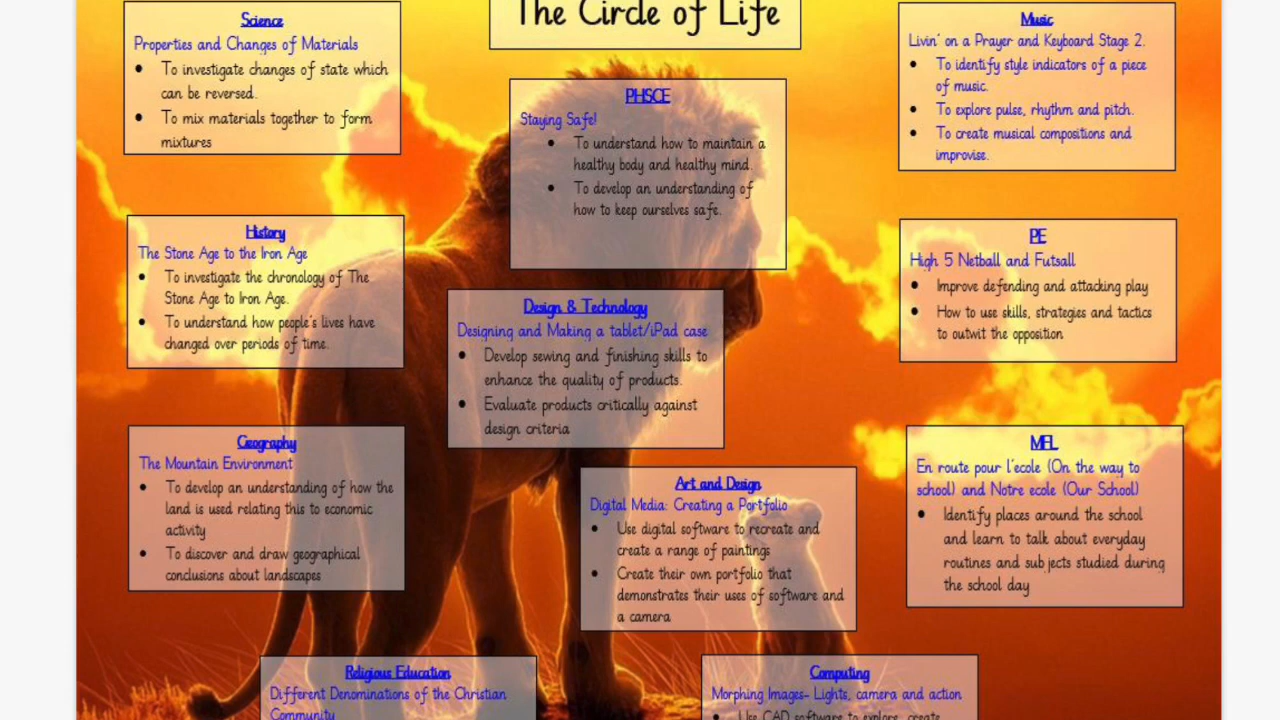 The Circle of Life
Science
Properties and Changes of Materials
• To investigate changes of state which
can be reversed.
• To mix materials together to form
mixtures
PHSCE
Staying Safe!
• To understand how to maintain a
healthy body and healthy mind.
• To develop an understanding of
how to keep ourselves safe.
Music
Livin' on a Prayer and Keyboard Stage 2.
• To identify style indicators of a piece
of music.
• To explore pulse, rhythm and pitch.
• To create musical compositions and
improvise.
History
The Stone Age to the Iron Age
• To investigate the chronology of The
Stone Age to Iron Age.
• To understand how people's lives have
changed over periods of time.
Design & Technology
Designing and Making a tablet/iPad case
• Develop sewing and finishing skills to
enhance the quality of products.
• Evaluate products critically against
design criteria
PE
High 5 Netball and Futsall
• Improve defending and attacking play
• How to use skills, strategies and tactics
to outwit the opposition
Geography
The Mountain Environment
• To develop an understanding of how the
land is used relating this to economic
activity
• To discover and draw geographical
conclusions about landscapes
Art and Design
Digital Media: Creating a Portfolio
• Use digital software to recreate and
create a range of paintings
• Create their own portfolio that
demonstrates their uses of software and
a camera
MFL
En route pour l'ecole (On the way to
school) and Notre ecole (Our School)
• Identify places around the school
and learn to talk about everyday
routines and subjects studied during
the school day
Religious Education
Different Denominations of the Christian
Community
Computing
Morphing Images- Lights, camera and action
• Use CAD software to explore, create